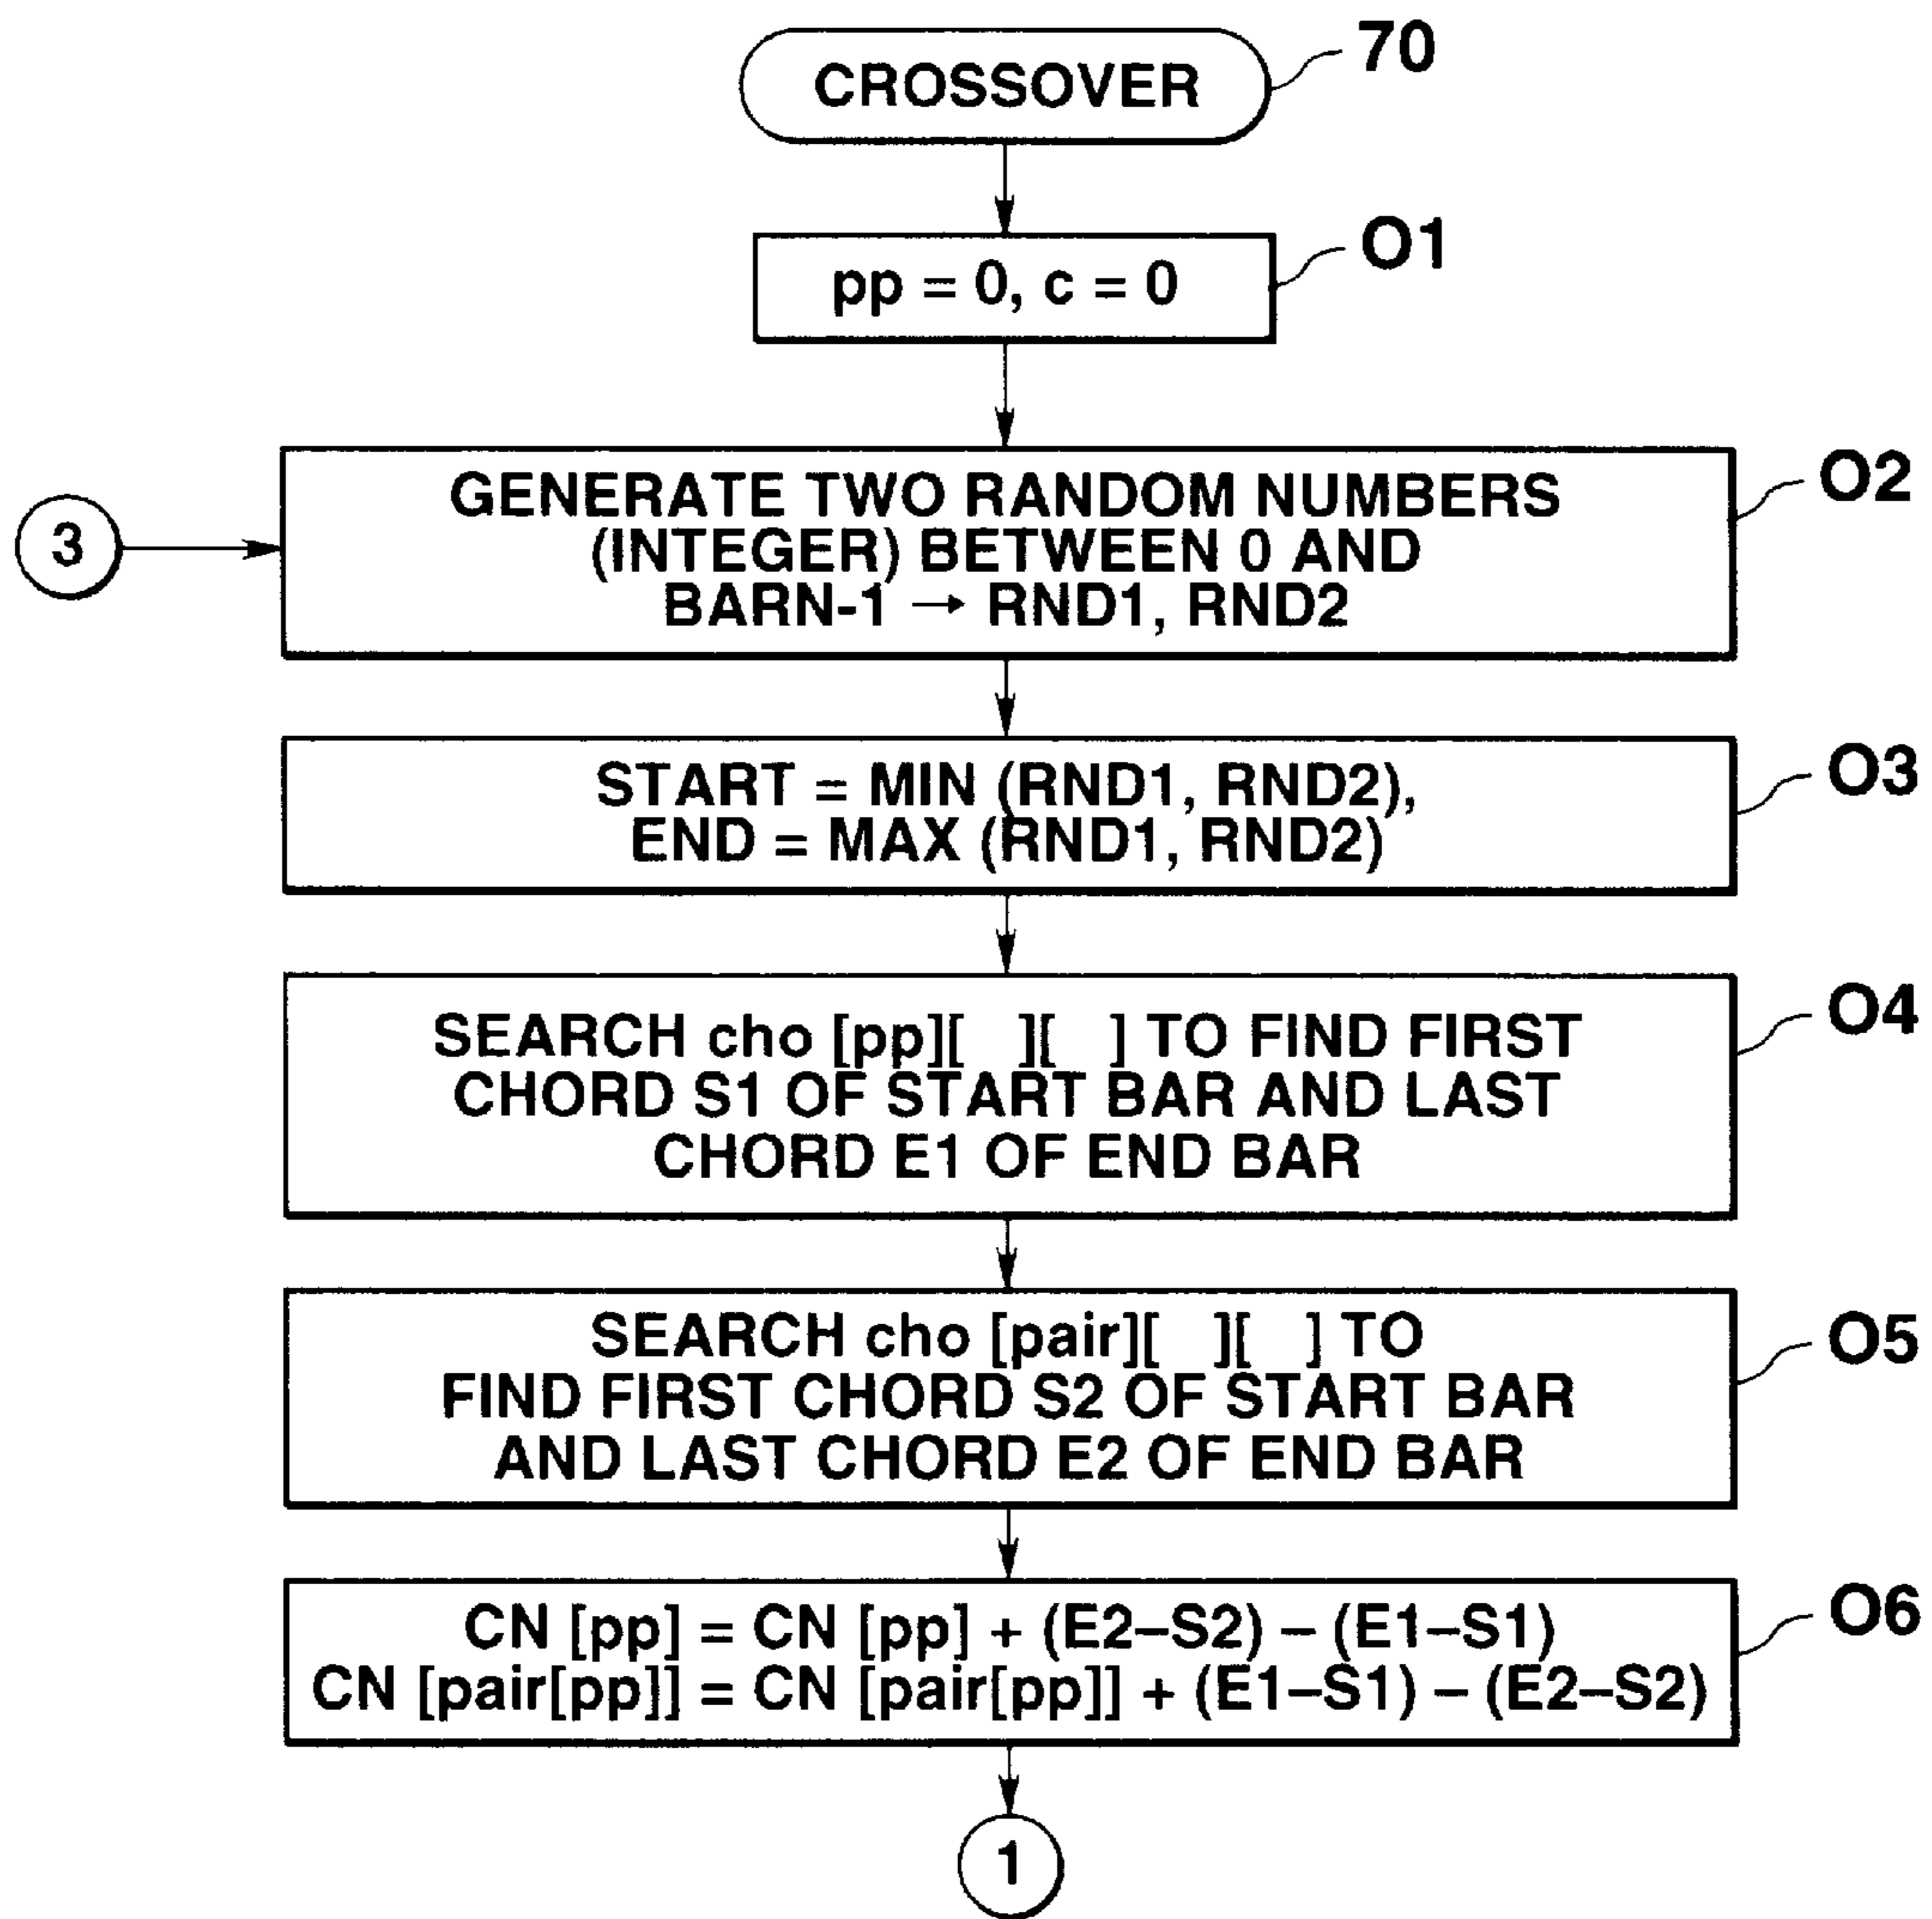 CROSSOVER
70
pp = 0, c = 0
O1
GENERATE TWO RANDOM NUMBERS
(INTEGER) BETWEEN 0 AND
BARN-1 → RND1, RND2
O2
3
START = MIN (RND1, RND2),
END = MAX (RND1, RND2)
O3
SEARCH cho [pp][ ][ ] TO FIND FIRST
CHORD S1 OF START BAR AND LAST
CHORD E1 OF END BAR
O4
SEARCH cho [pair][ ][ ] TO
FIND FIRST CHORD S2 OF START BAR
AND LAST CHORD E2 OF END BAR
O5
CN [pp] = CN [pp] + (E2–S2) – (E1–S1)
CN [pair[pp]] = CN [pair[pp]] + (E1–S1) – (E2–S2)
O6
1